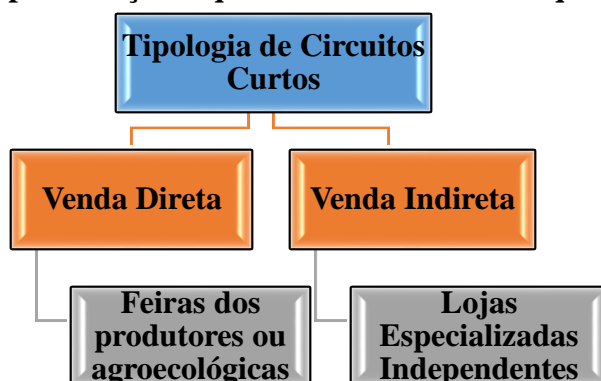 Tipologia de Circuitos
Curtos
Venda Direta
Venda Indireta
Feiras dos
produtores ou
agroecológicas
Lojas
Especializadas
Independentes